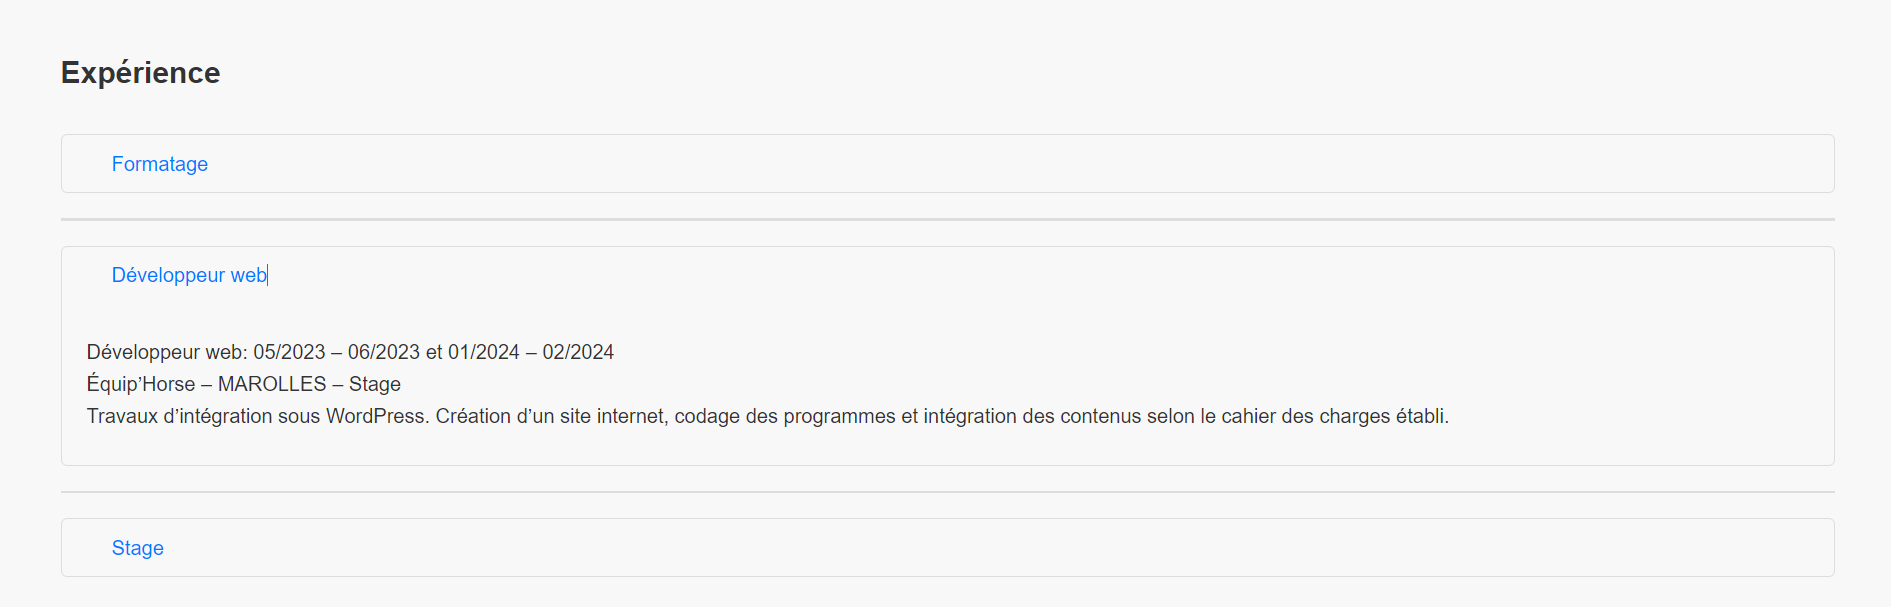 Expérience
Formatage
Développeur web
Développeur web: 05/2023 – 06/2023 et 01/2024 – 02/2024
Équip’Horse – MAROLLES – Stage
Travaux d’intégration sous WordPress. Création d’un site internet, codage des programmes et intégration des contenus selon le cahier des charges établi.
Stage